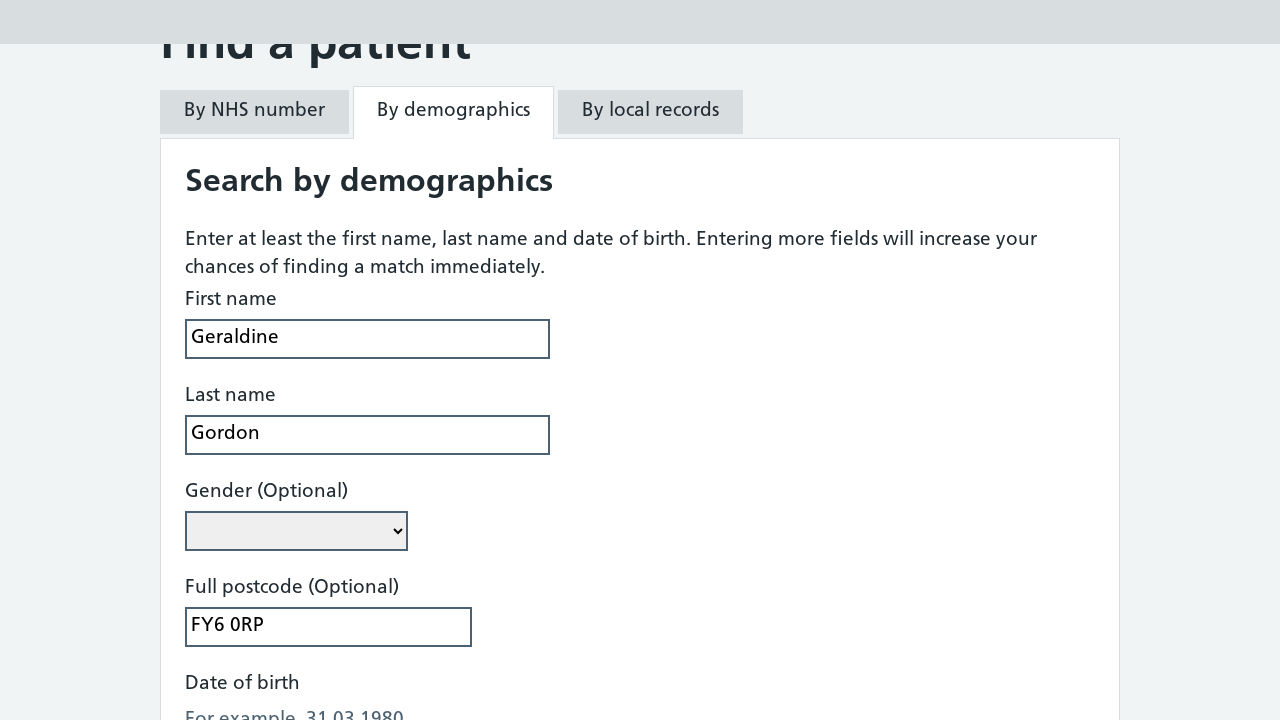 Find a patient
By NHS number
By demographics
By local records
Search by demographics
Enter at least the first name, last name and date of birth. Entering more fields will increase your
chances of finding a match immediately.
First name
Geraldine
Last name
Gordon
Gender (Optional)
Full postcode (Optional)
FY6 0RP
Date of birth
For example, 31 03 1980